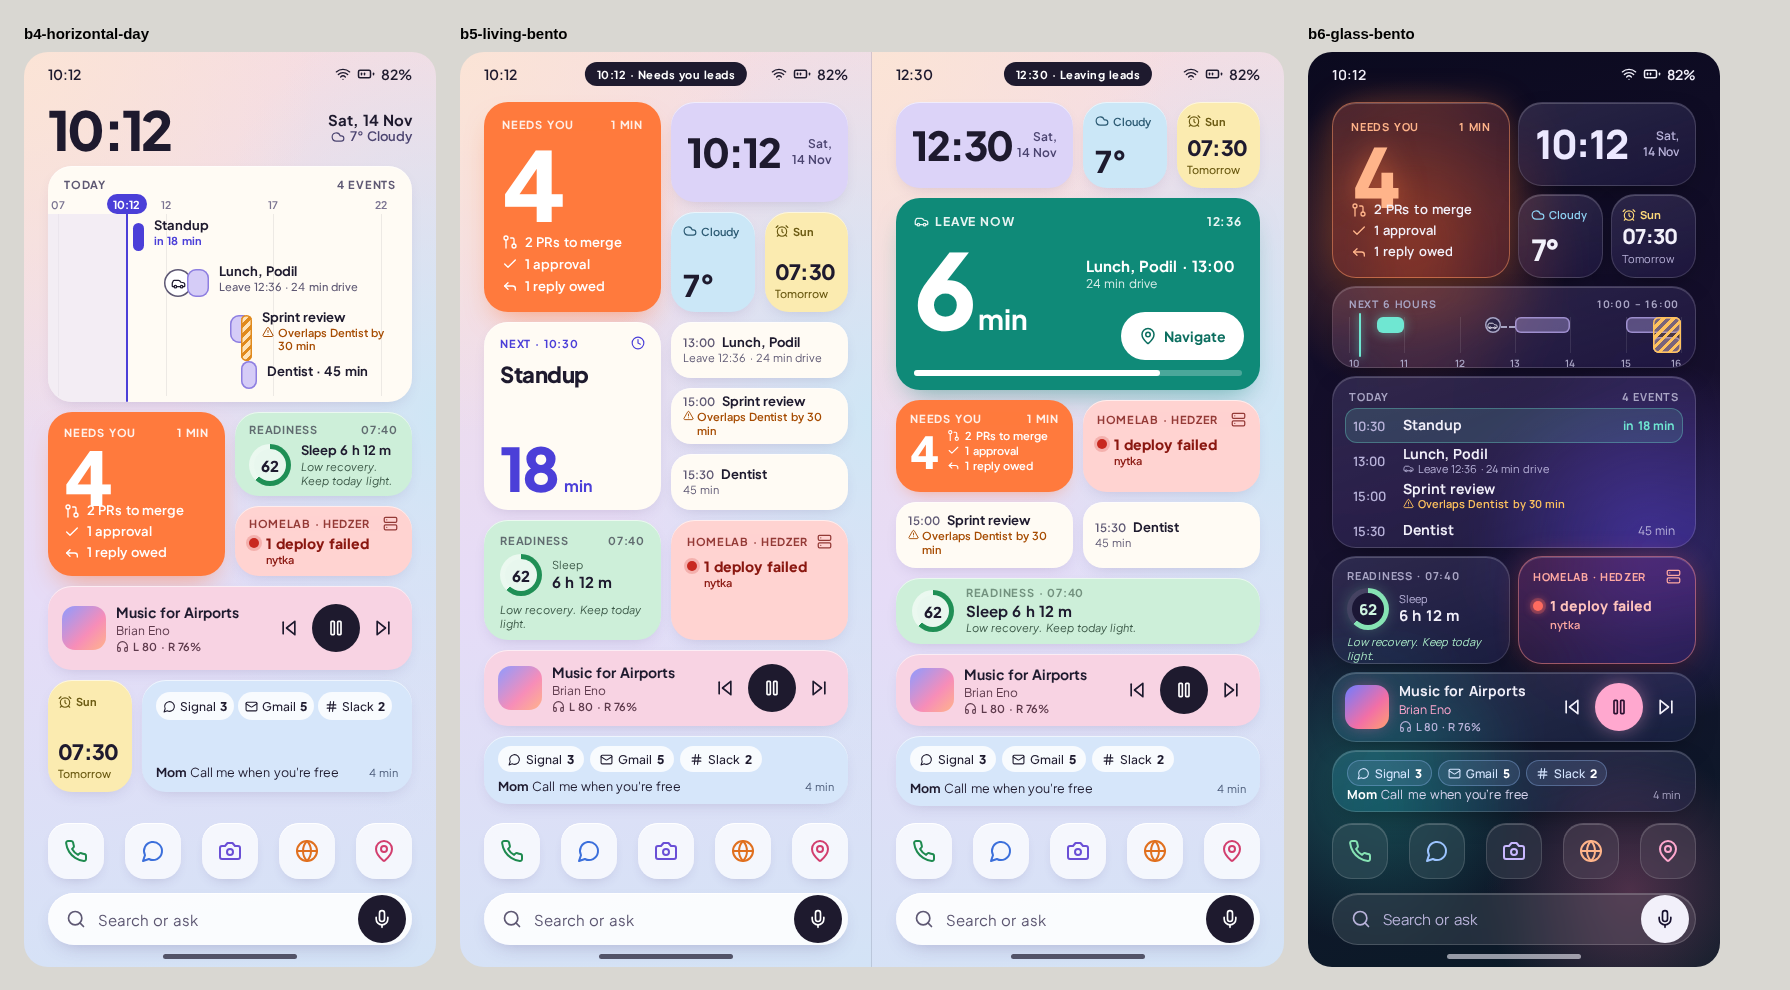 b4-horizontal-day
10:12
82%
10:12
Sat, 14 Nov
7° Cloudy
TODAY
4 EVENTS
07
10:12
12
17
22
Standup
in 18 min
Lunch, Podil
Leave 12:36 · 24 min drive
Sprint review
Overlaps Dentist by
30 min
Dentist · 45 min
NEEDS YOU
1 MIN
4
2 PRs to merge
1 approval
1 reply owed
READINESS
07:40
62
Sleep 6 h 12 m
Low recovery.
Keep today light.
HOMELAB · HEDZER
1 deploy failed
nytka
Music for Airports
Brian Eno
L 80 · R 76%
Sun
07:30
Tomorrow
Signal 3
Gmail 5
Slack 2
Mom Call me when you're free
4 min
Search or ask
b5-living-bento
10:12
10:12 · Needs you leads
82%
NEEDS YOU
1 MIN
4
2 PRs to merge
1 approval
1 reply owed
10:12
Sat,
14 Nov
Cloudy
7°
Sun
07:30
Tomorrow
NEXT · 10:30
Standup
18 min
13:00 Lunch, Podil
Leave 12:36 · 24 min drive
15:00 Sprint review
Overlaps Dentist by 30
min
15:30 Dentist
45 min
READINESS
07:40
62
Sleep
6 h 12 m
Low recovery. Keep today
light.
HOMELAB · HEDZER
1 deploy failed
nytka
Music for Airports
Brian Eno
L 80 · R 76%
Signal 3
Gmail 5
Slack 2
Mom Call me when you're free
4 min
Search or ask
12:30
12:30 · Leaving leads
82%
12:30
Sat,
14 Nov
Cloudy
7°
Sun
07:30
Tomorrow
LEAVE NOW
12:36
6 min
Lunch, Podil · 13:00
24 min drive
Navigate
NEEDS YOU
1 MIN
4
2 PRs to merge
1 approval
1 reply owed
HOMELAB · HEDZER
1 deploy failed
nytka
15:00 Sprint review
Overlaps Dentist by 30
min
15:30 Dentist
45 min
62
READINESS · 07:40
Sleep 6 h 12 m
Low recovery. Keep today light.
Music for Airports
Brian Eno
L 80 · R 76%
Signal 3
Gmail 5
Slack 2
Mom Call me when you're free
4 min
Search or ask
b6-glass-bento
10:12
82%
NEEDS YOU
1 MIN
4
2 PRs to merge
1 approval
1 reply owed
10:12
Sat,
14 Nov
Cloudy
7°
Sun
07:30
Tomorrow
NEXT 6 HOURS
10:00 – 16:00
10
11
12
13
14
15
16
TODAY
4 EVENTS
10:30 Standup in 18 min
13:00 Lunch, Podil
Leave 12:36 · 24 min drive
15:00 Sprint review
Overlaps Dentist by 30 min
15:30 Dentist 45 min
READINESS · 07:40
62
Sleep
6 h 12 m
Low recovery. Keep today
light.
HOMELAB · HEDZER
1 deploy failed
nytka
Music for Airports
Brian Eno
L 80 · R 76%
Signal 3
Gmail 5
Slack 2
Mom Call me when you're free
4 min
Search or ask